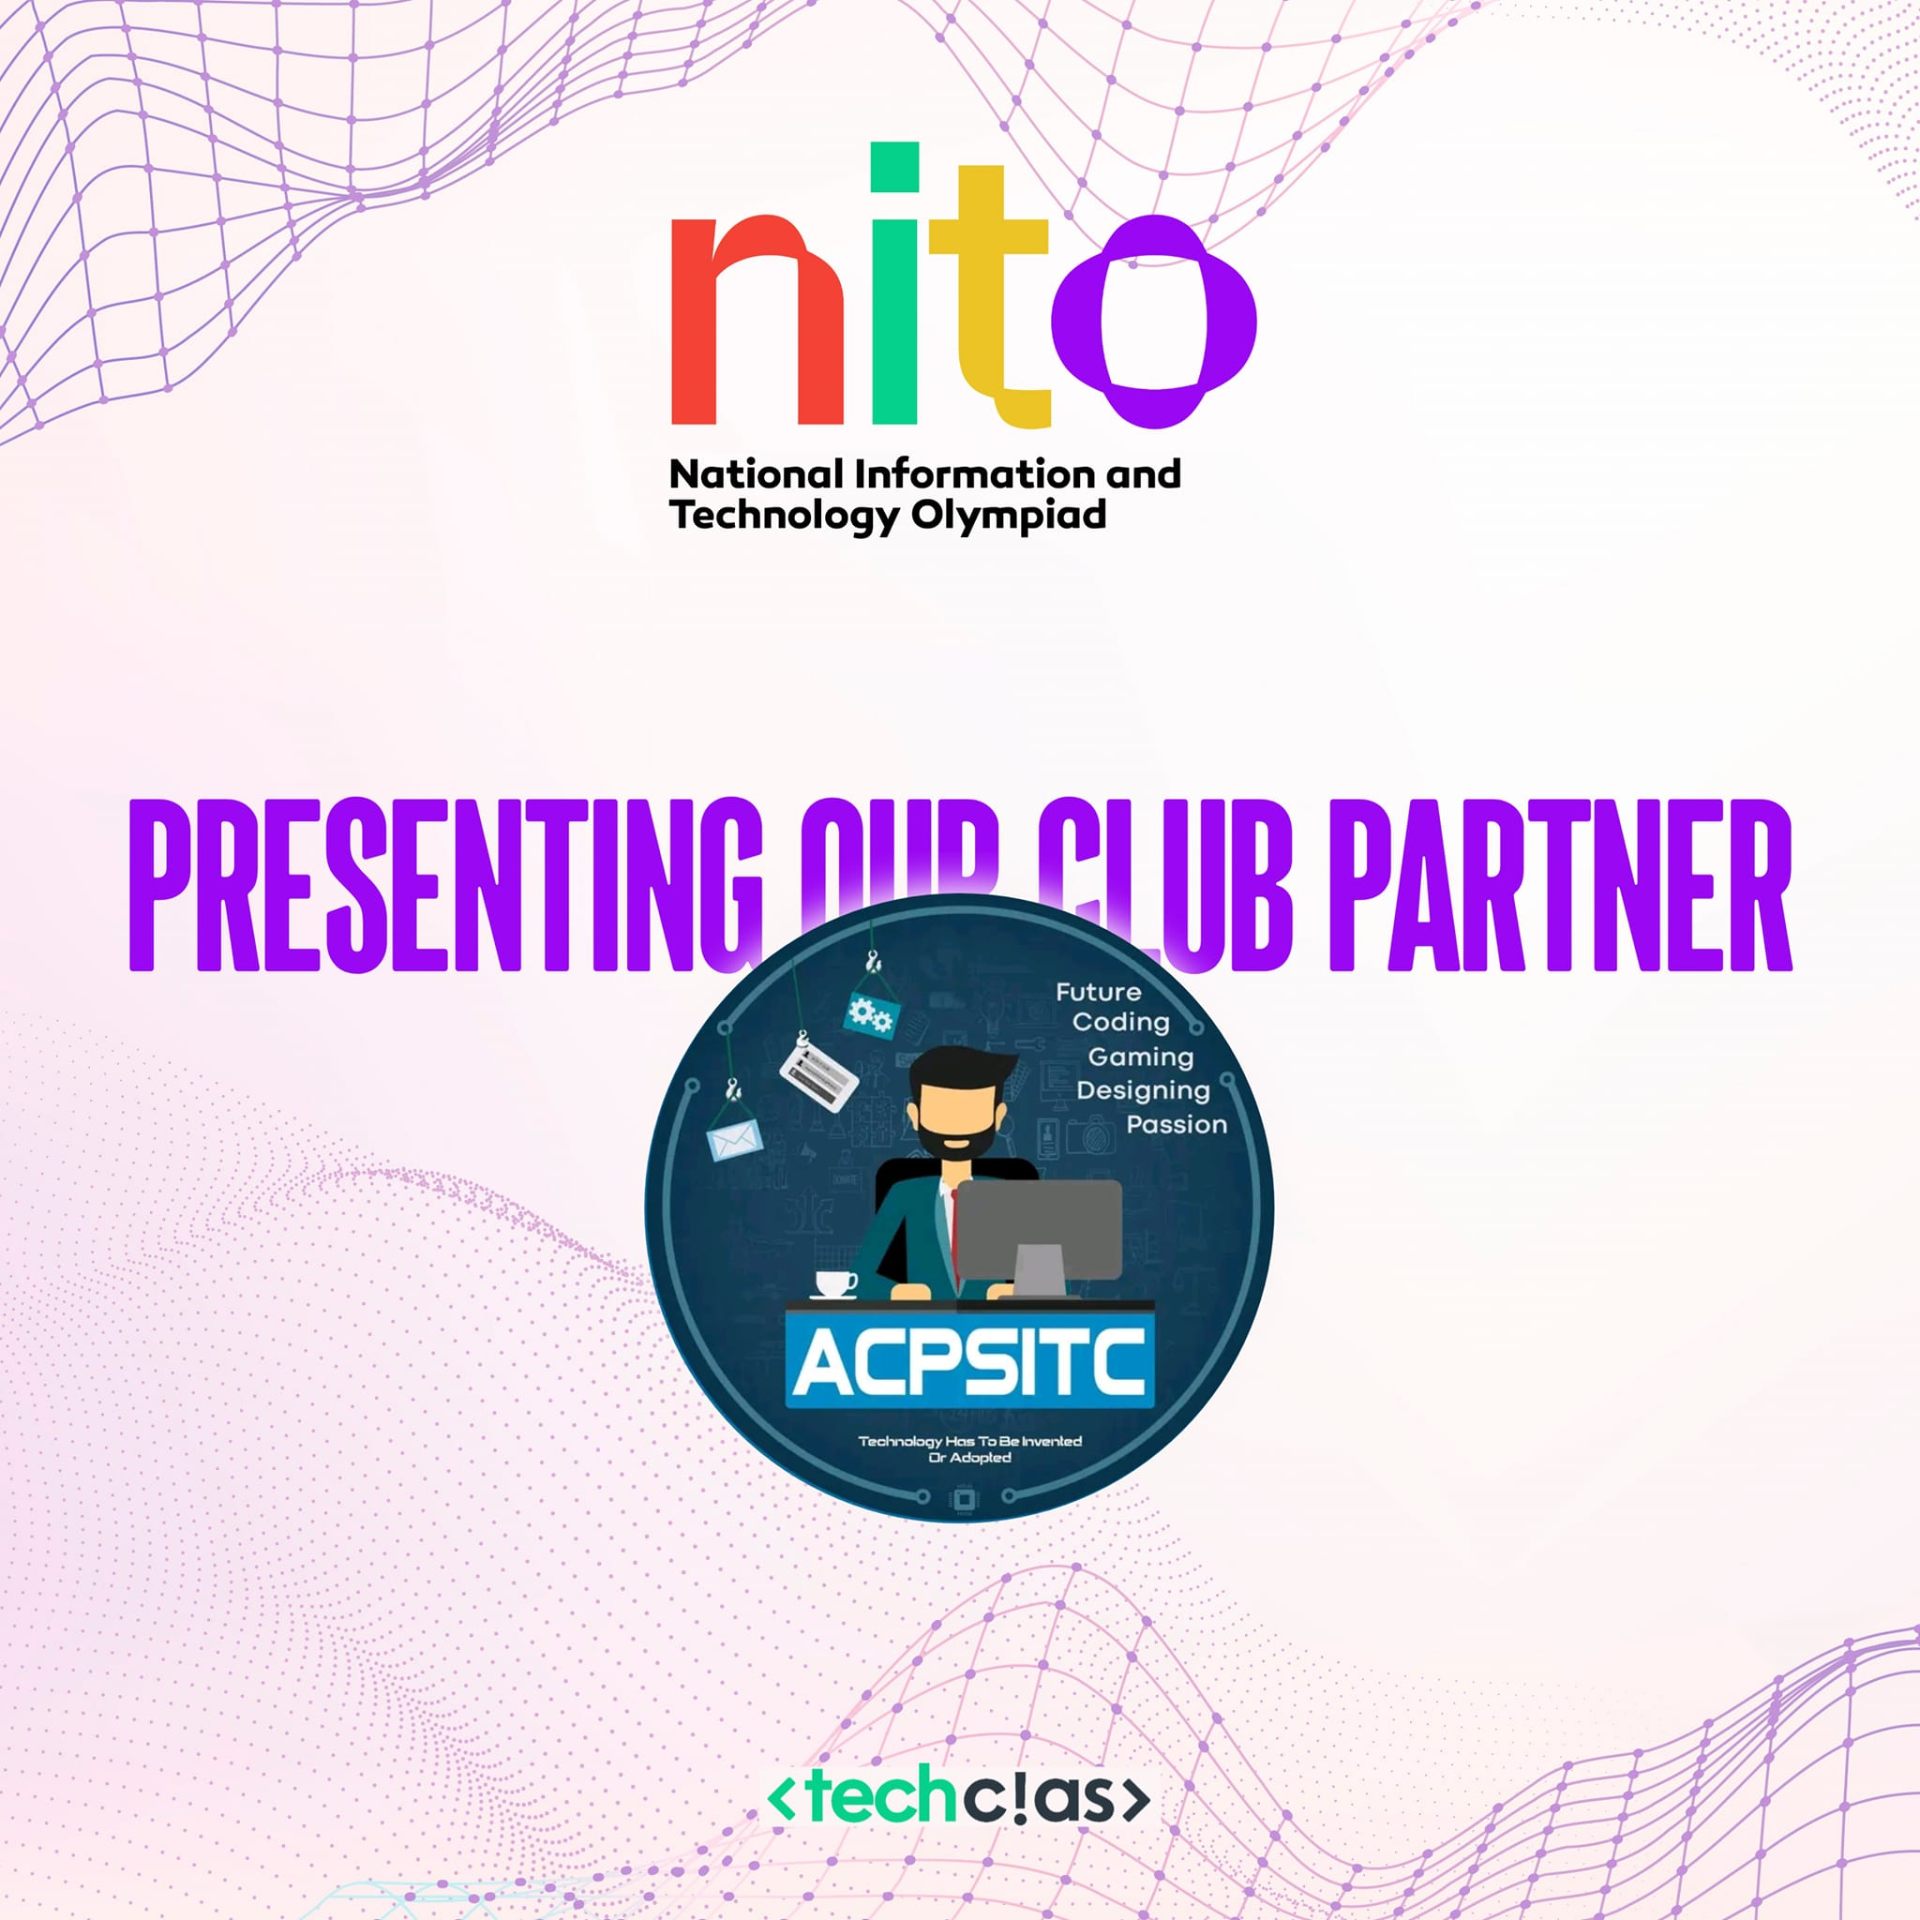 nito
National Information and
Technology Olympiad
PRESENTING OUR CLUB PARTNER
Future
Coding
Gaming
Designing
Passion
ACPSITC
Technology Has To Be Invented
Or Adopted
<techc!as>